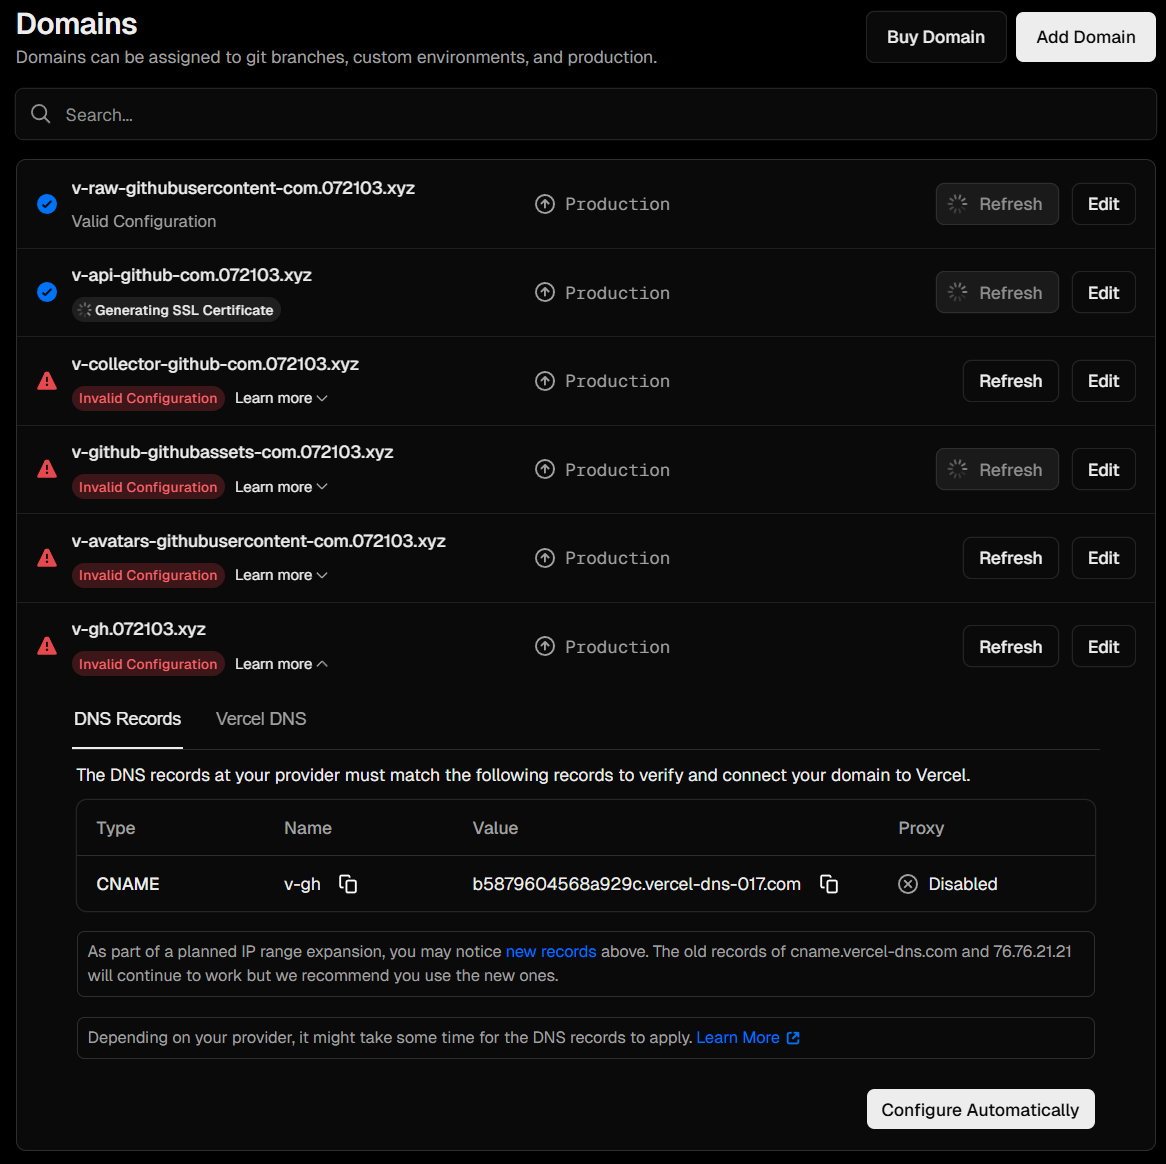 Domains
Domains can be assigned to git branches, custom environments, and production.
Buy Domain
Add Domain
Search...
v-raw-githubusercontent-com.072103.xyz
Valid Configuration
Production
Refresh
Edit
v-api-github-com.072103.xyz
Generating SSL Certificate
Production
Refresh
Edit
v-collector-github-com.072103.xyz
Invalid Configuration Learn more
Production
Refresh
Edit
v-github-githubassets-com.072103.xyz
Invalid Configuration Learn more
Production
Refresh
Edit
v-avatars-githubusercontent-com.072103.xyz
Invalid Configuration Learn more
Production
Refresh
Edit
v-gh.072103.xyz
Invalid Configuration Learn more
Production
Refresh
Edit
DNS Records Vercel DNS
The DNS records at your provider must match the following records to verify and connect your domain to Vercel.
Type Name Value Proxy
CNAME v-gh b5879604568a929c.vercel-dns-017.com Disabled
As part of a planned IP range expansion, you may notice new records above. The old records of cname.vercel-dns.com and 76.76.21.21
will continue to work but we recommend you use the new ones.
Depending on your provider, it might take some time for the DNS records to apply. Learn More
Configure Automatically